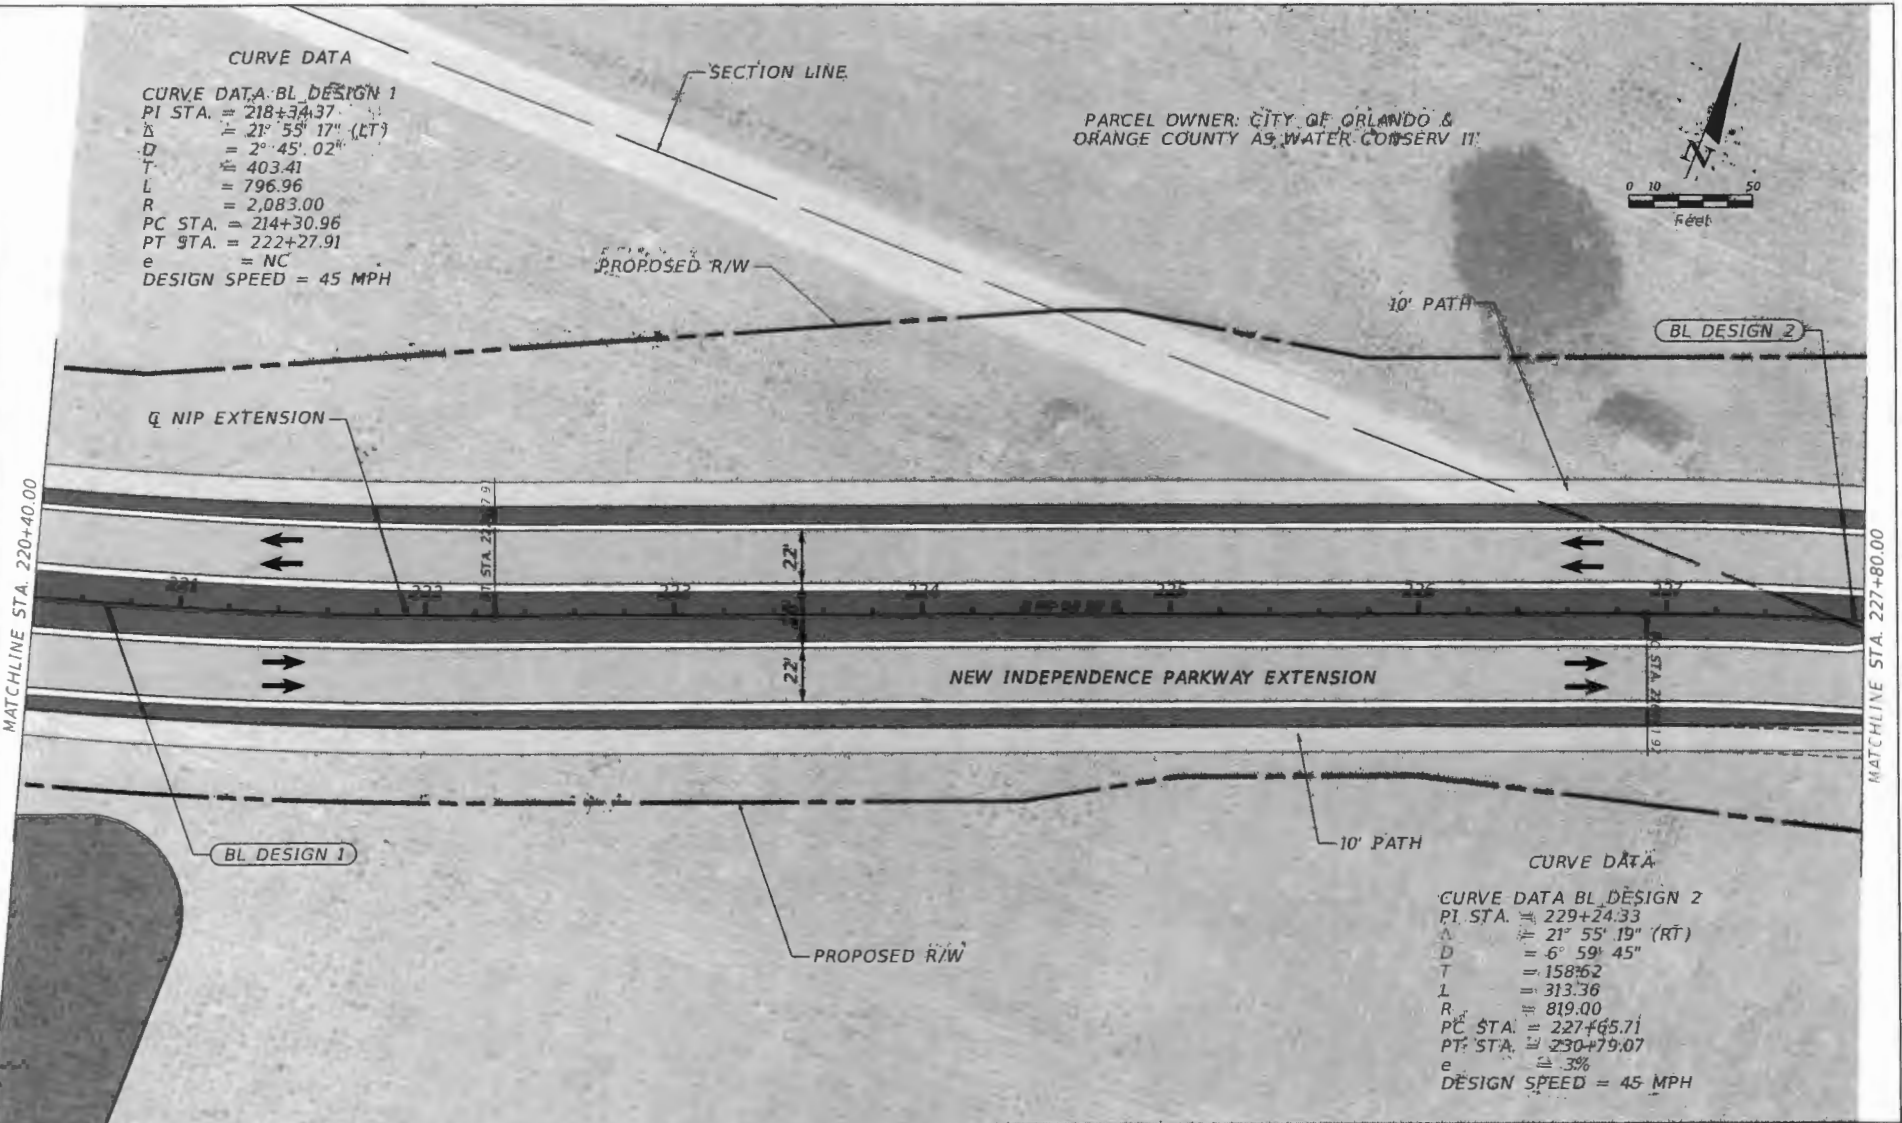 CURVE DATA
CURVE DATA BL DESIGN 1
PI STA. = 218+34.37
Δ = 21° 55' 17" (LT)
D = 2° 45' 02"
T = 403.41
L = 796.96
R = 2,083.00
PC STA. = 214+30.96
PT STA. = 222+27.91
e = NC
DESIGN SPEED = 45 MPH
SECTION LINE
PARCEL OWNER: CITY OF ORLANDO &
ORANGE COUNTY AS WATER CONSERV II
N
0 10 50
Feet
PROPOSED R/W
10' PATH
BL DESIGN 2
℄ NIP EXTENSION
MATCHLINE STA. 220+40.00
MATCHLINE STA. 227+80.00
22'
221 222 223 224 225 226 227
22'
NEW INDEPENDENCE PARKWAY EXTENSION
BL DESIGN 1
10' PATH
PROPOSED R/W
CURVE DATA
CURVE DATA BL DESIGN 2
PI STA. = 229+24.33
Δ = 21° 55' 19" (RT)
D = 6° 59' 45"
T = 158.62
L = 313.36
R = 819.00
PC STA. = 227+65.71
PT STA. = 230+79.07
e = 3%
DESIGN SPEED = 45 MPH